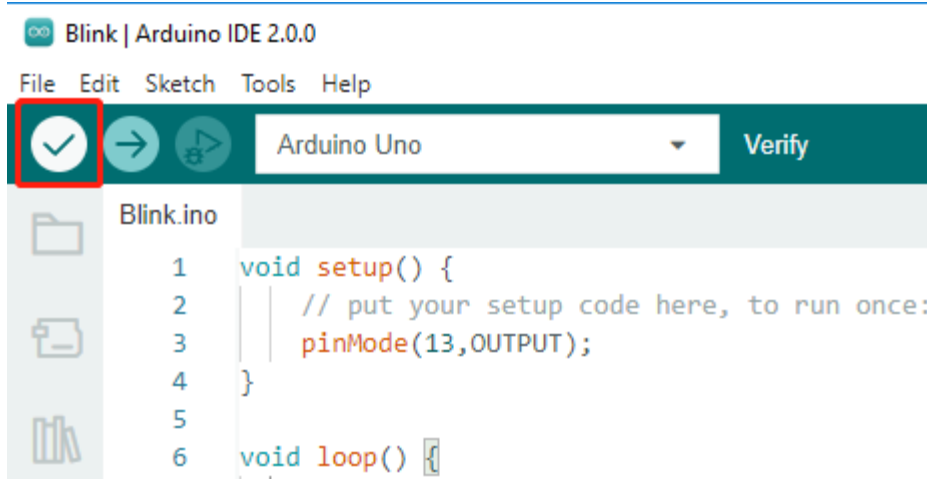 Blink | Arduino IDE 2.0.0
File Edit Sketch Tools Help
Arduino Uno Verify
Blink.ino
1 void setup() {
2 // put your setup code here, to run once:
3 pinMode(13,OUTPUT);
4 }
5
6 void loop() {